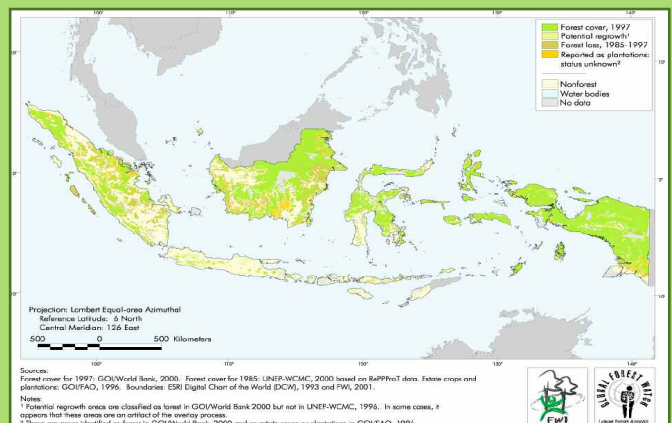 100° 110° 120° 130° 140°
Forest cover, 1997
Potential regrowth¹
Forest loss, 1985-1997
Reported as plantations:
status unknown²
Nonforest
Water bodies
No data
Projection: Lambert Equal-area Azimuthal
Reference Latitude: 6 North
Central Meridian: 126 East
500 0 500 Kilometers
100° 110° 120° 130° 140°
Sources:
Forest cover for 1997: GOI/World Bank, 2000. Forest cover for 1985: UNEP-WCMC, 2000 based on RePPProT data. Estate crops and
plantations: GOI/FAO, 1996. Boundaries: ESRI Digital Chart of the World (DCW), 1993 and FWI, 2001.
Notes:
¹ Potential regrowth areas are classified as forest in GOI/World Bank 2000 but not in UNEP-WCMC, 1996. In some cases, it
appears that these areas are an artifact of the overlay process.
FWI
GLOBAL FOREST WATCH